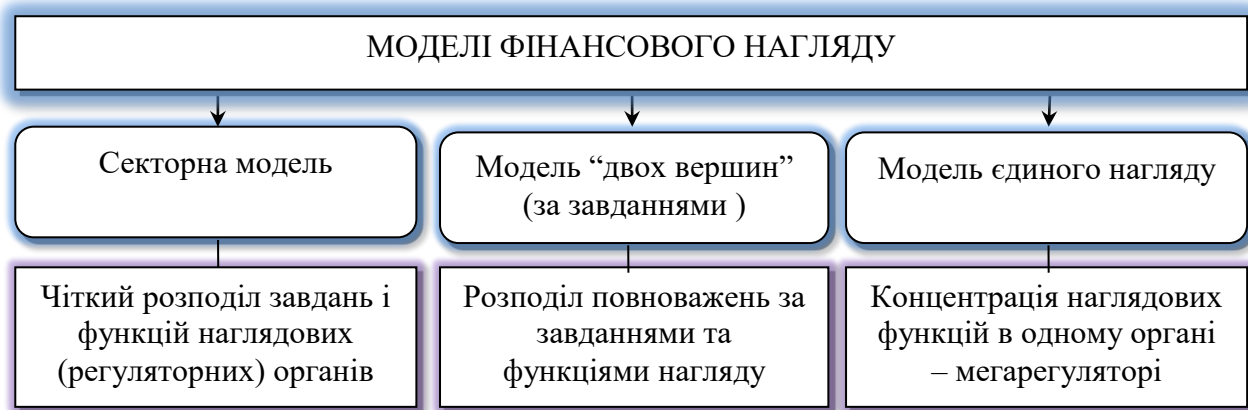 МОДЕЛІ ФІНАНСОВОГО НАГЛЯДУ
Секторна модель
Модель “двох вершин”
(за завданнями )
Модель єдиного нагляду
Чіткий розподіл завдань і
функцій наглядових
(регуляторних) органів
Розподіл повноважень за
завданнями та
функціями нагляду
Концентрація наглядових
функцій в одному органі
– мегарегуляторі